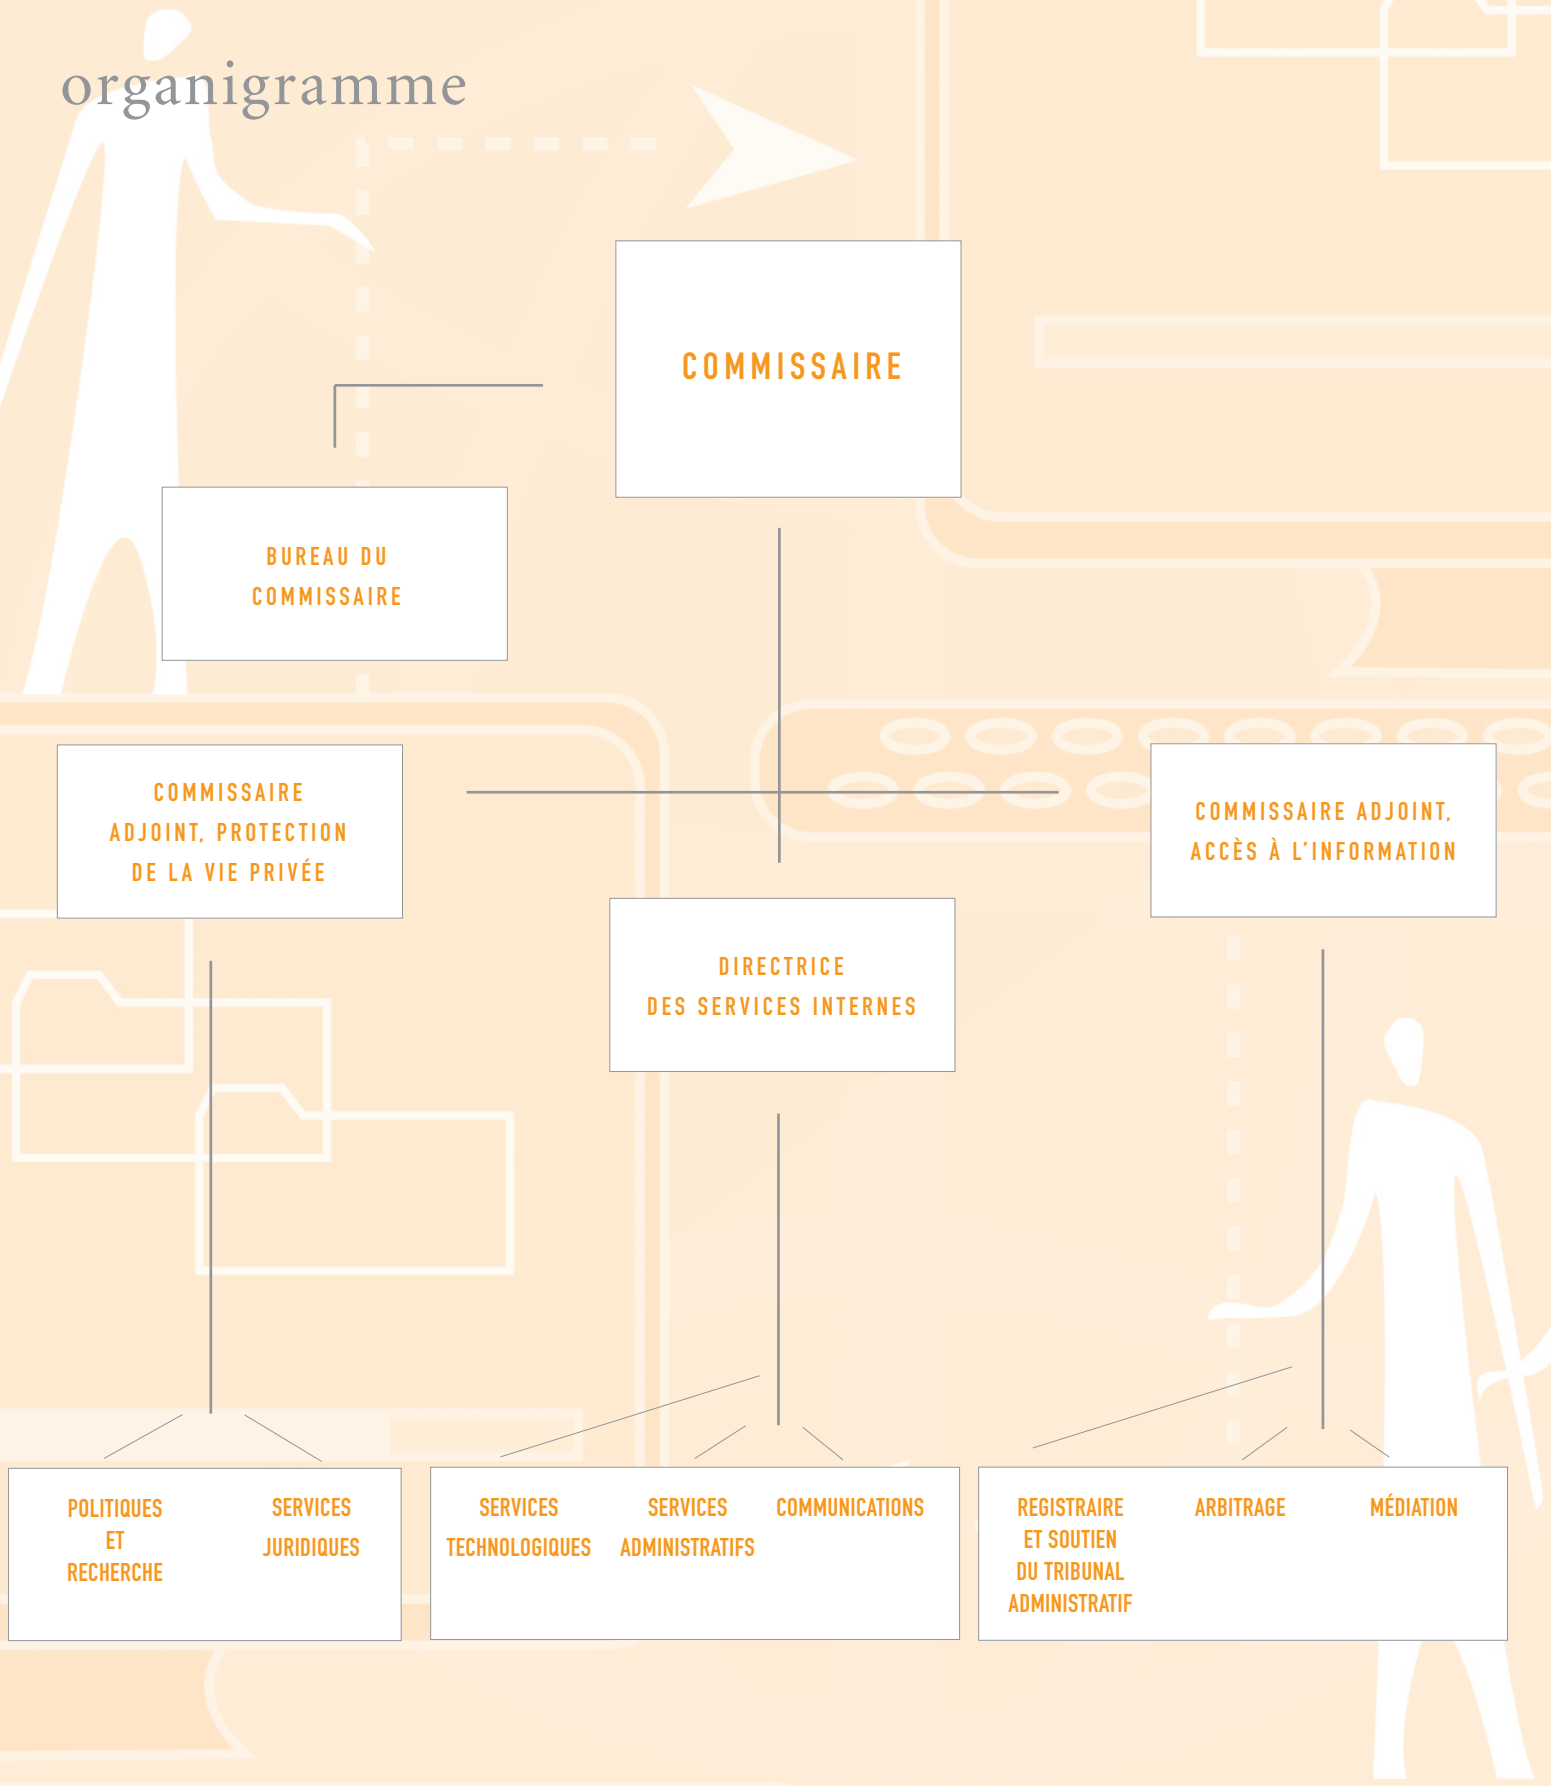 organigramme
COMMISSAIRE
BUREAU DU
COMMISSAIRE
COMMISSAIRE
ADJOINT, PROTECTION
DE LA VIE PRIVÉE
COMMISSAIRE ADJOINT,
ACCÈS À L’INFORMATION
DIRECTRICE
DES SERVICES INTERNES
POLITIQUES
ET
RECHERCHE
SERVICES
JURIDIQUES
SERVICES
TECHNOLOGIQUES
SERVICES
ADMINISTRATIFS
COMMUNICATIONS
REGISTRAIRE
ET SOUTIEN
DU TRIBUNAL
ADMINISTRATIF
ARBITRAGE
MÉDIATION